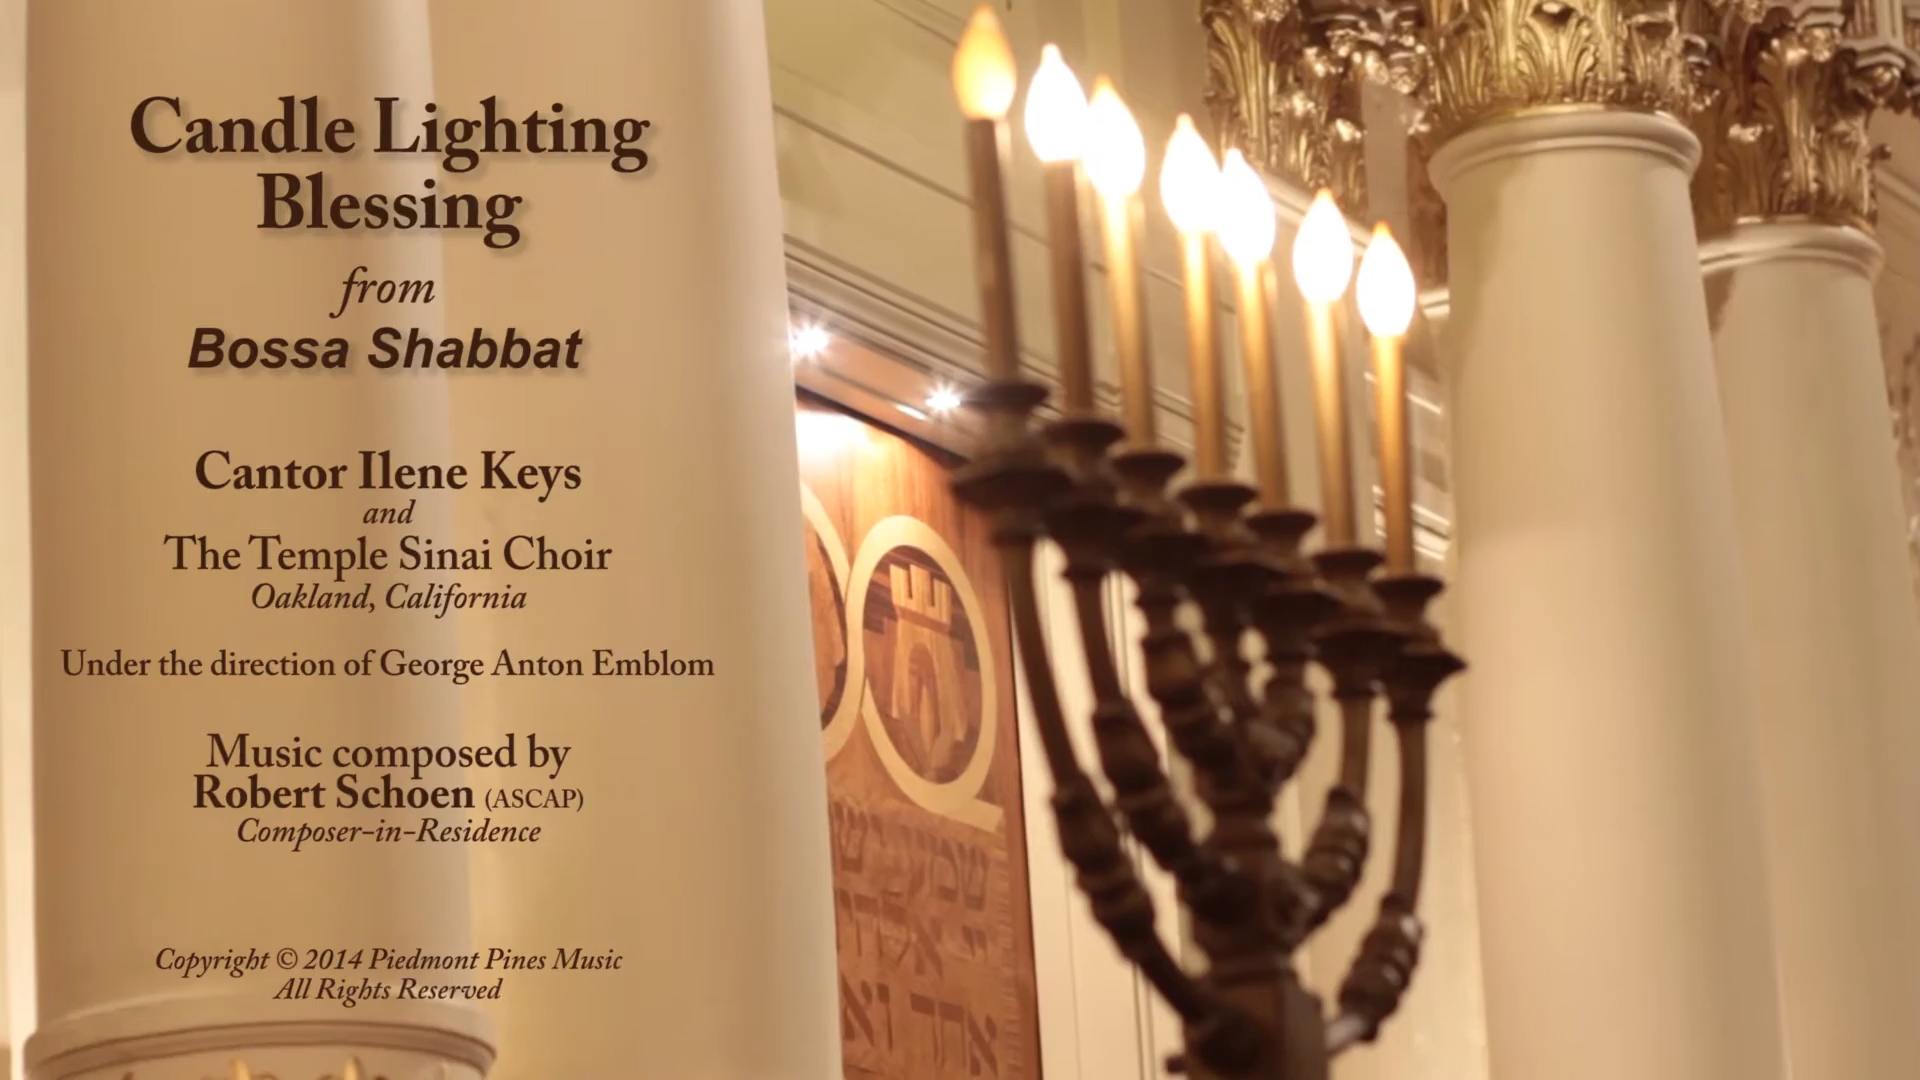 Candle Lighting
Blessing
from
Bossa Shabbat
Cantor Ilene Keys
and
The Temple Sinai Choir
Oakland, California
Under the direction of George Anton Emblom
Music composed by
Robert Schoen (ASCAP)
Composer-in-Residence
Copyright © 2014 Piedmont Pines Music
All Rights Reserved
אחד וא